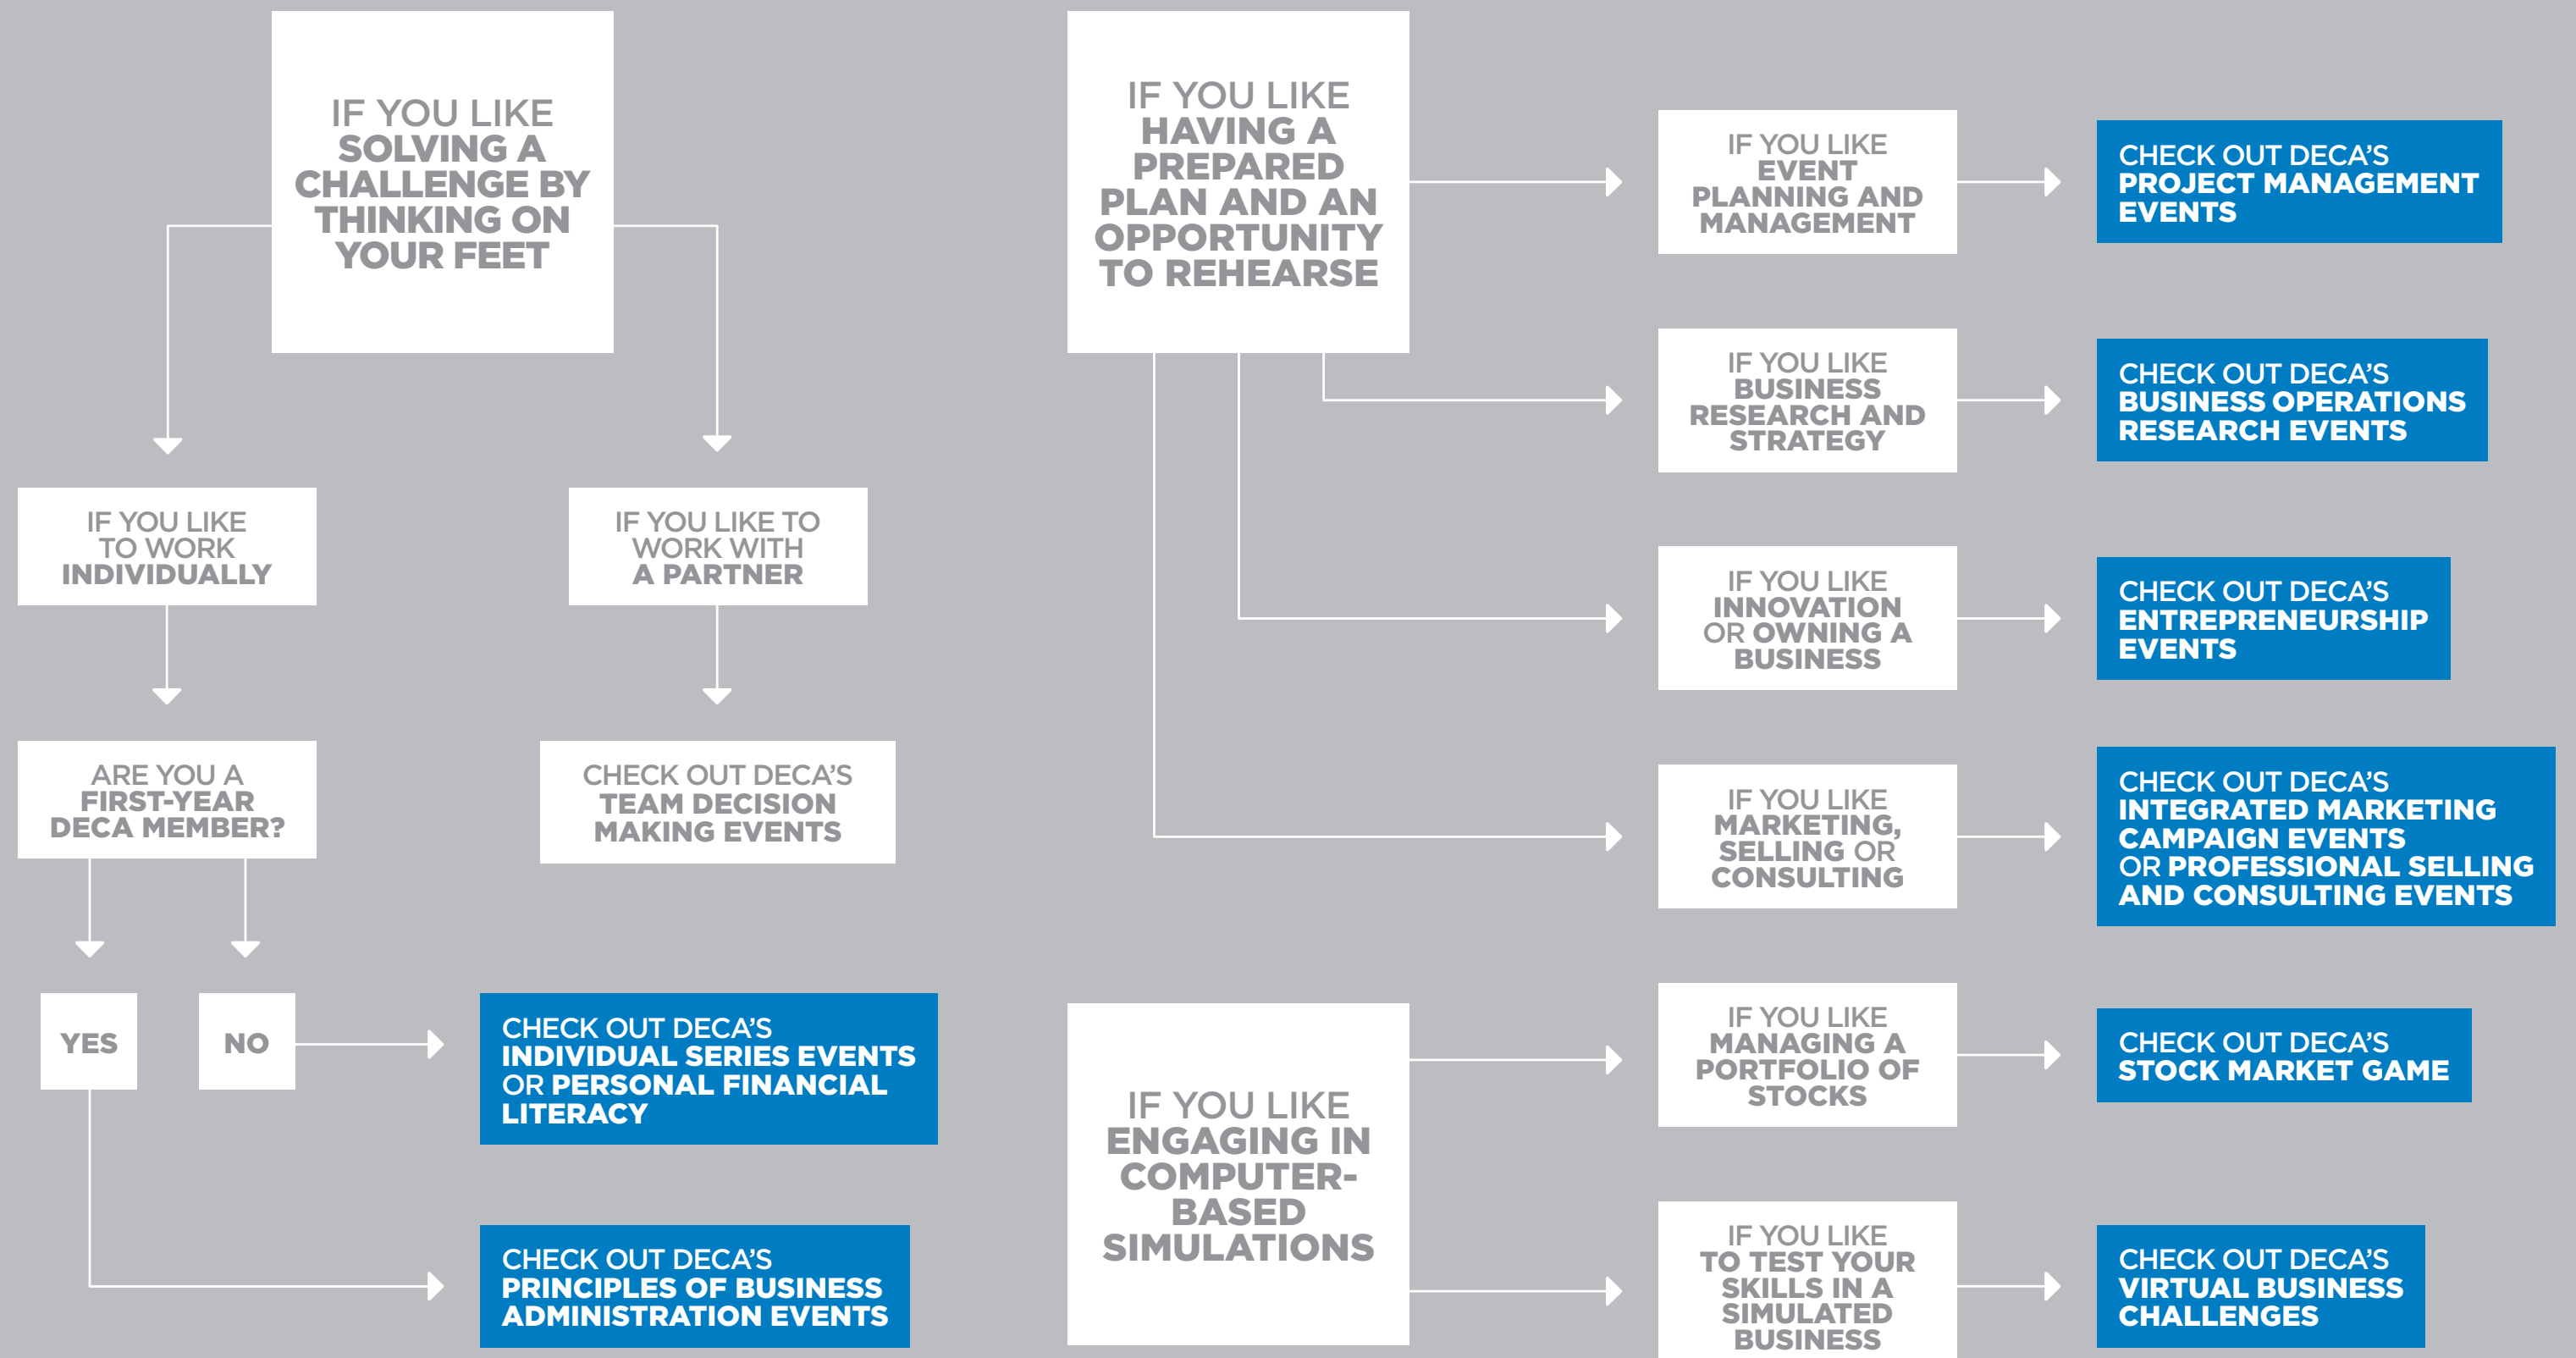 IF YOU LIKE
SOLVING A
CHALLENGE BY
THINKING ON
YOUR FEET
IF YOU LIKE
TO WORK
INDIVIDUALLY
IF YOU LIKE TO
WORK WITH
A PARTNER
ARE YOU A
FIRST-YEAR
DECA MEMBER?
CHECK OUT DECA’S
TEAM DECISION
MAKING EVENTS
YES
NO
CHECK OUT DECA’S
INDIVIDUAL SERIES EVENTS
OR PERSONAL FINANCIAL
LITERACY
CHECK OUT DECA’S
PRINCIPLES OF BUSINESS
ADMINISTRATION EVENTS
IF YOU LIKE
HAVING A
PREPARED
PLAN AND AN
OPPORTUNITY
TO REHEARSE
IF YOU LIKE
EVENT
PLANNING AND
MANAGEMENT
CHECK OUT DECA’S
PROJECT MANAGEMENT
EVENTS
IF YOU LIKE
BUSINESS
RESEARCH AND
STRATEGY
CHECK OUT DECA’S
BUSINESS OPERATIONS
RESEARCH EVENTS
IF YOU LIKE
INNOVATION
OR OWNING A
BUSINESS
CHECK OUT DECA’S
ENTREPRENEURSHIP
EVENTS
IF YOU LIKE
MARKETING,
SELLING OR
CONSULTING
CHECK OUT DECA’S
INTEGRATED MARKETING
CAMPAIGN EVENTS
OR PROFESSIONAL SELLING
AND CONSULTING EVENTS
IF YOU LIKE
ENGAGING IN
COMPUTER-
BASED
SIMULATIONS
IF YOU LIKE
MANAGING A
PORTFOLIO OF
STOCKS
CHECK OUT DECA’S
STOCK MARKET GAME
IF YOU LIKE
TO TEST YOUR
SKILLS IN A
SIMULATED
BUSINESS
CHECK OUT DECA’S
VIRTUAL BUSINESS
CHALLENGES